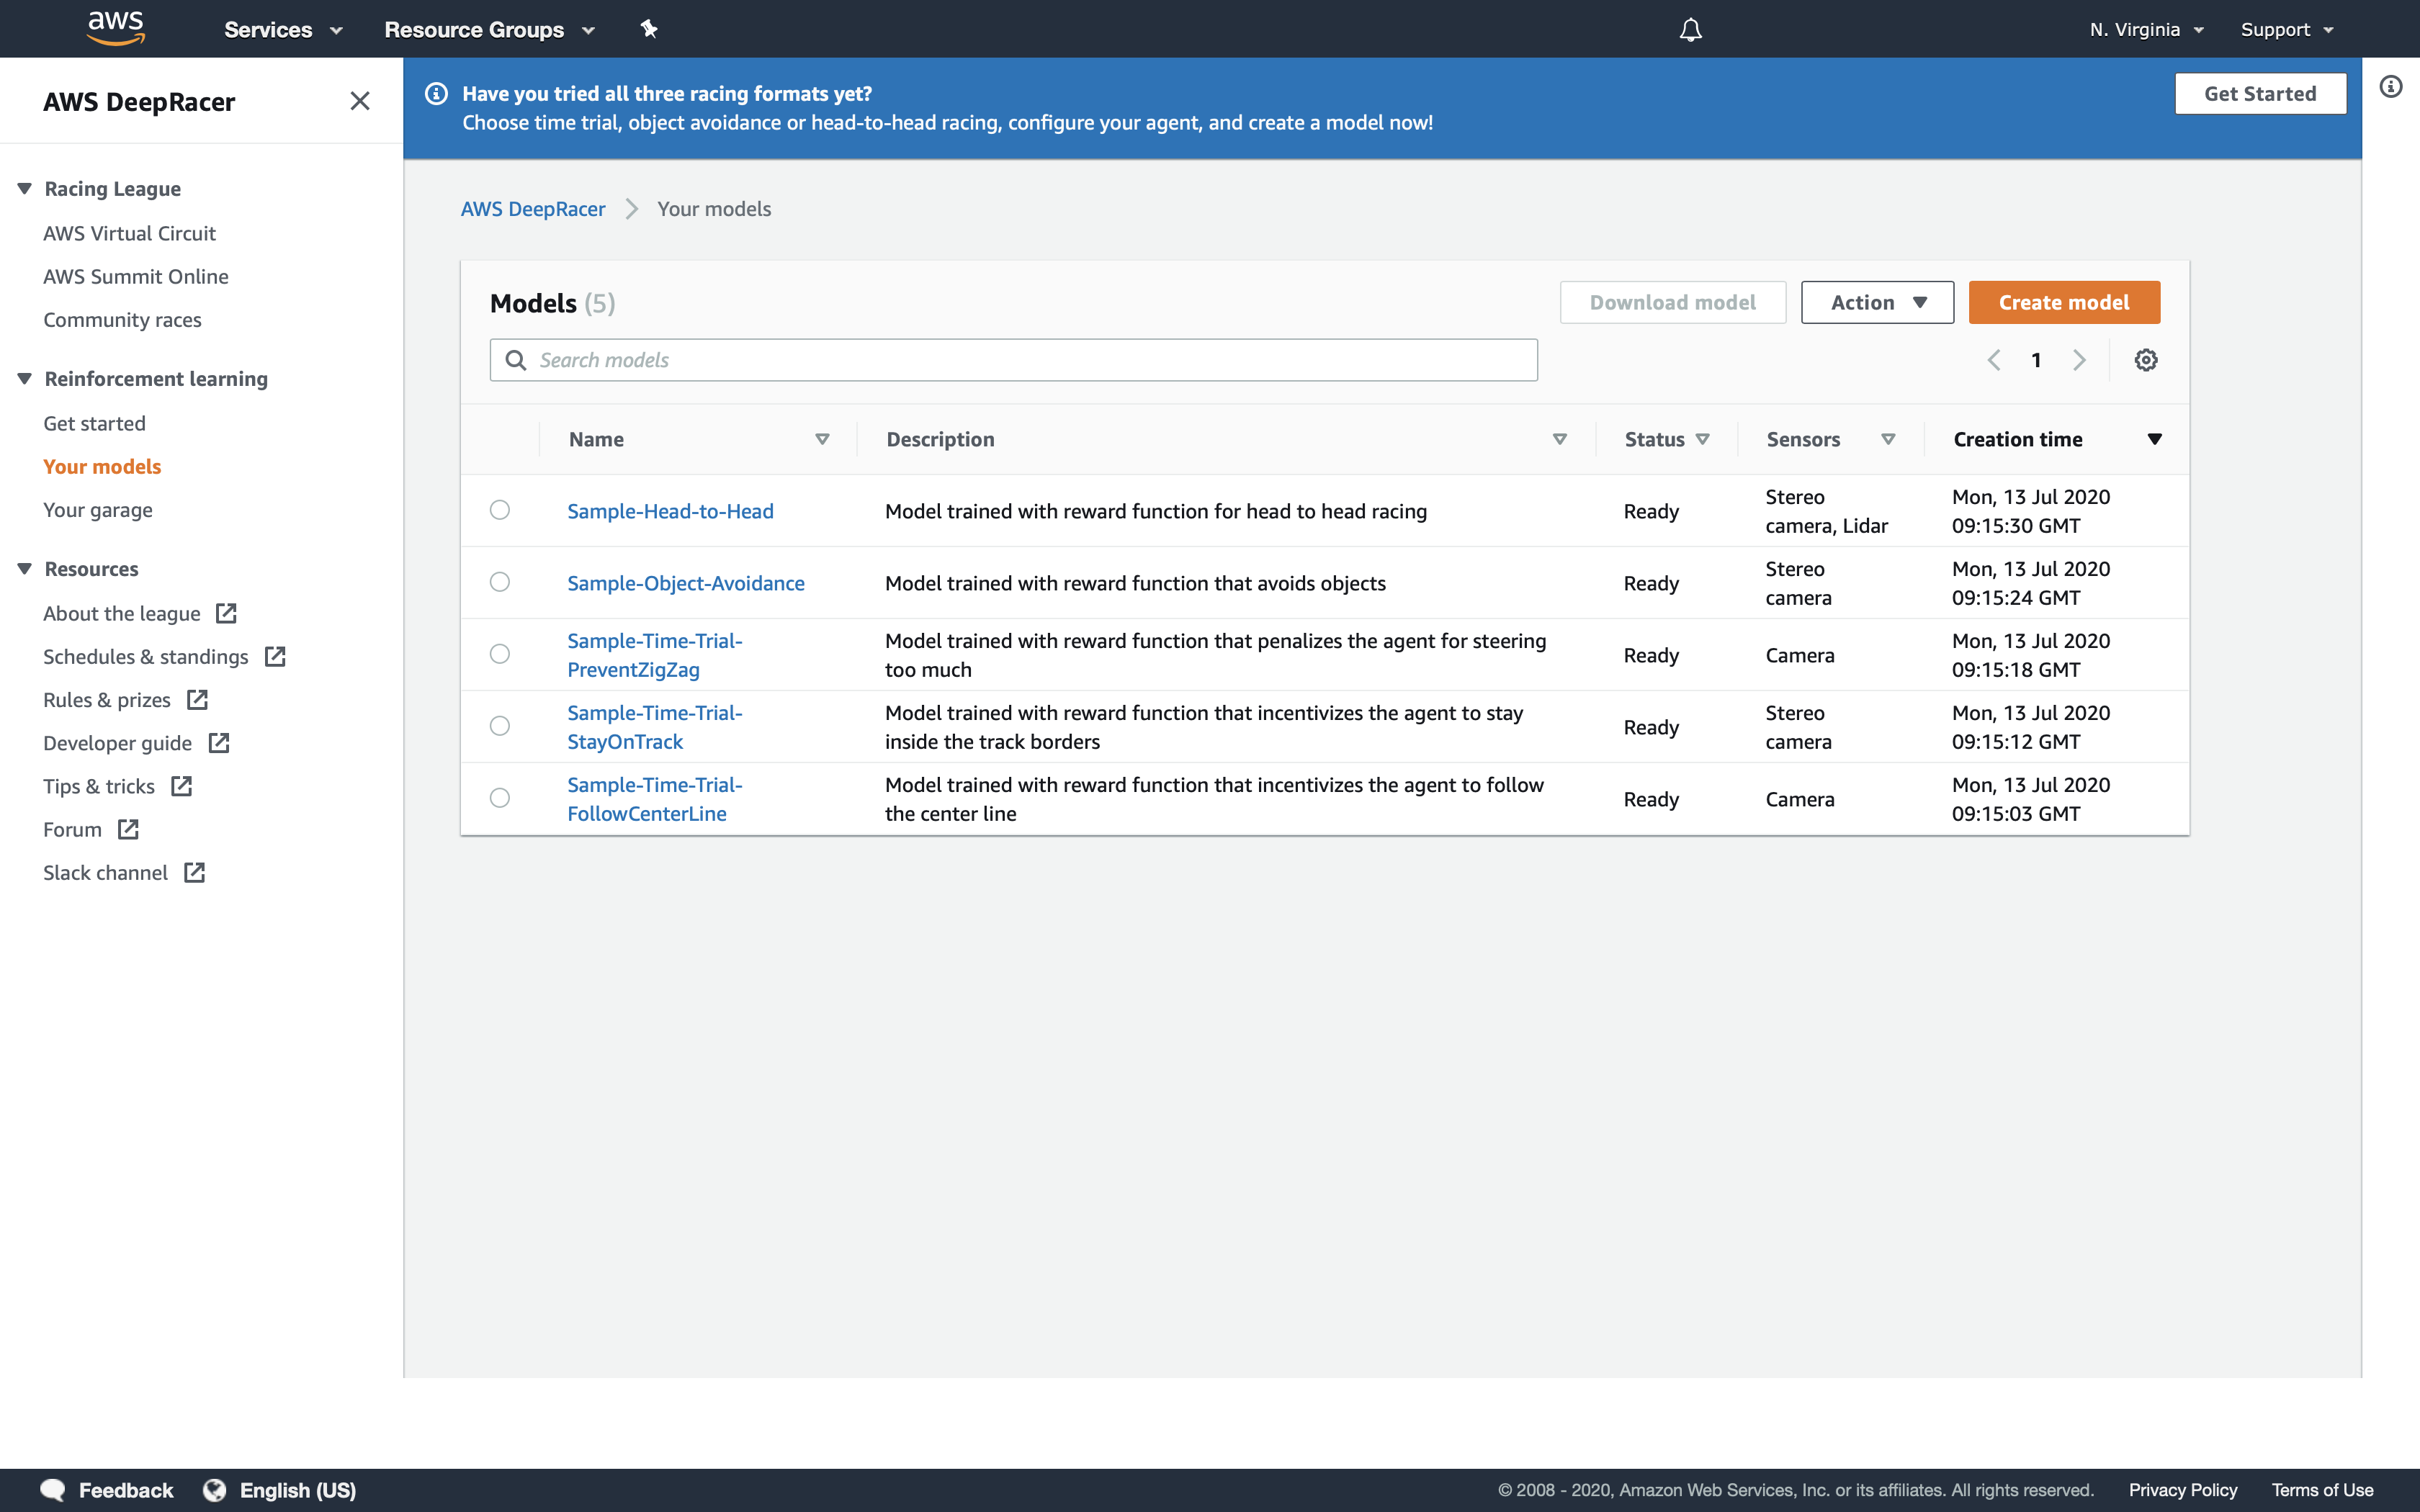 aws Services Resource Groups N. Virginia Support
AWS DeepRacer
Racing League
AWS Virtual Circuit
AWS Summit Online
Community races
Reinforcement learning
Get started
Your models
Your garage
Resources
About the league
Schedules & standings
Rules & prizes
Developer guide
Tips & tricks
Forum
Slack channel
Have you tried all three racing formats yet?
Choose time trial, object avoidance or head-to-head racing, configure your agent, and create a model now!
Get Started
AWS DeepRacer Your models
Models (5)
Download model Action Create model
Search models
1
Name Description Status Sensors Creation time
Sample-Head-to-Head Model trained with reward function for head to head racing Ready Stereo camera, Lidar Mon, 13 Jul 2020 09:15:30 GMT
Sample-Object-Avoidance Model trained with reward function that avoids objects Ready Stereo camera Mon, 13 Jul 2020 09:15:24 GMT
Sample-Time-Trial-PreventZigZag Model trained with reward function that penalizes the agent for steering too much Ready Camera Mon, 13 Jul 2020 09:15:18 GMT
Sample-Time-Trial-StayOnTrack Model trained with reward function that incentivizes the agent to stay inside the track borders Ready Stereo camera Mon, 13 Jul 2020 09:15:12 GMT
Sample-Time-Trial-FollowCenterLine Model trained with reward function that incentivizes the agent to follow the center line Ready Camera Mon, 13 Jul 2020 09:15:03 GMT
Feedback English (US) © 2008 - 2020, Amazon Web Services, Inc. or its affiliates. All rights reserved. Privacy Policy Terms of Use